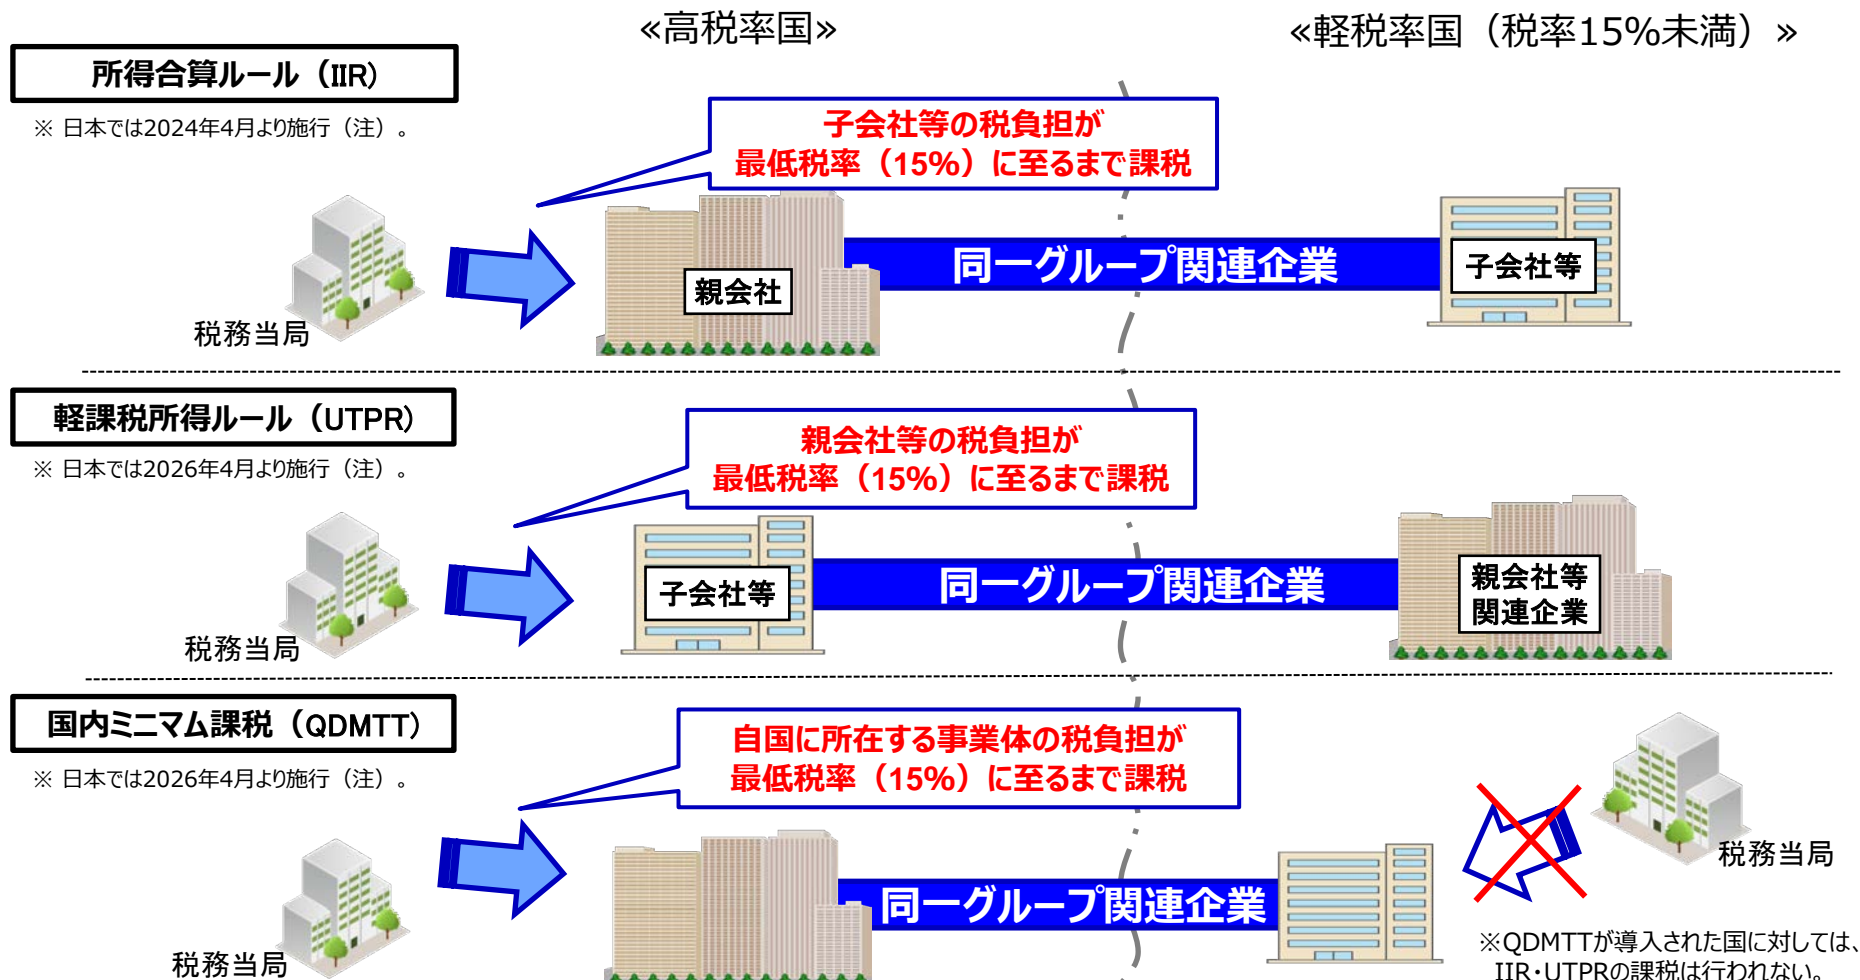 «高税率国»
«軽税率国（税率15%未満）»
所得合算ルール（IIR）
※ 日本では2024年4月より施行（注）。
子会社等の税負担が
最低税率（15%）に至るまで課税
税務当局
親会社
同一グループ関連企業
子会社等
軽課税所得ルール（UTPR）
※ 日本では2026年4月より施行（注）。
親会社等の税負担が
最低税率（15%）に至るまで課税
税務当局
子会社等
同一グループ関連企業
親会社等
関連企業
国内ミニマム課税（QDMTT）
※ 日本では2026年4月より施行（注）。
自国に所在する事業体の税負担が
最低税率（15%）に至るまで課税
税務当局
同一グループ関連企業
税務当局
※QDMTTが導入された国に対しては、
IIR・UTPRの課税は行われない。